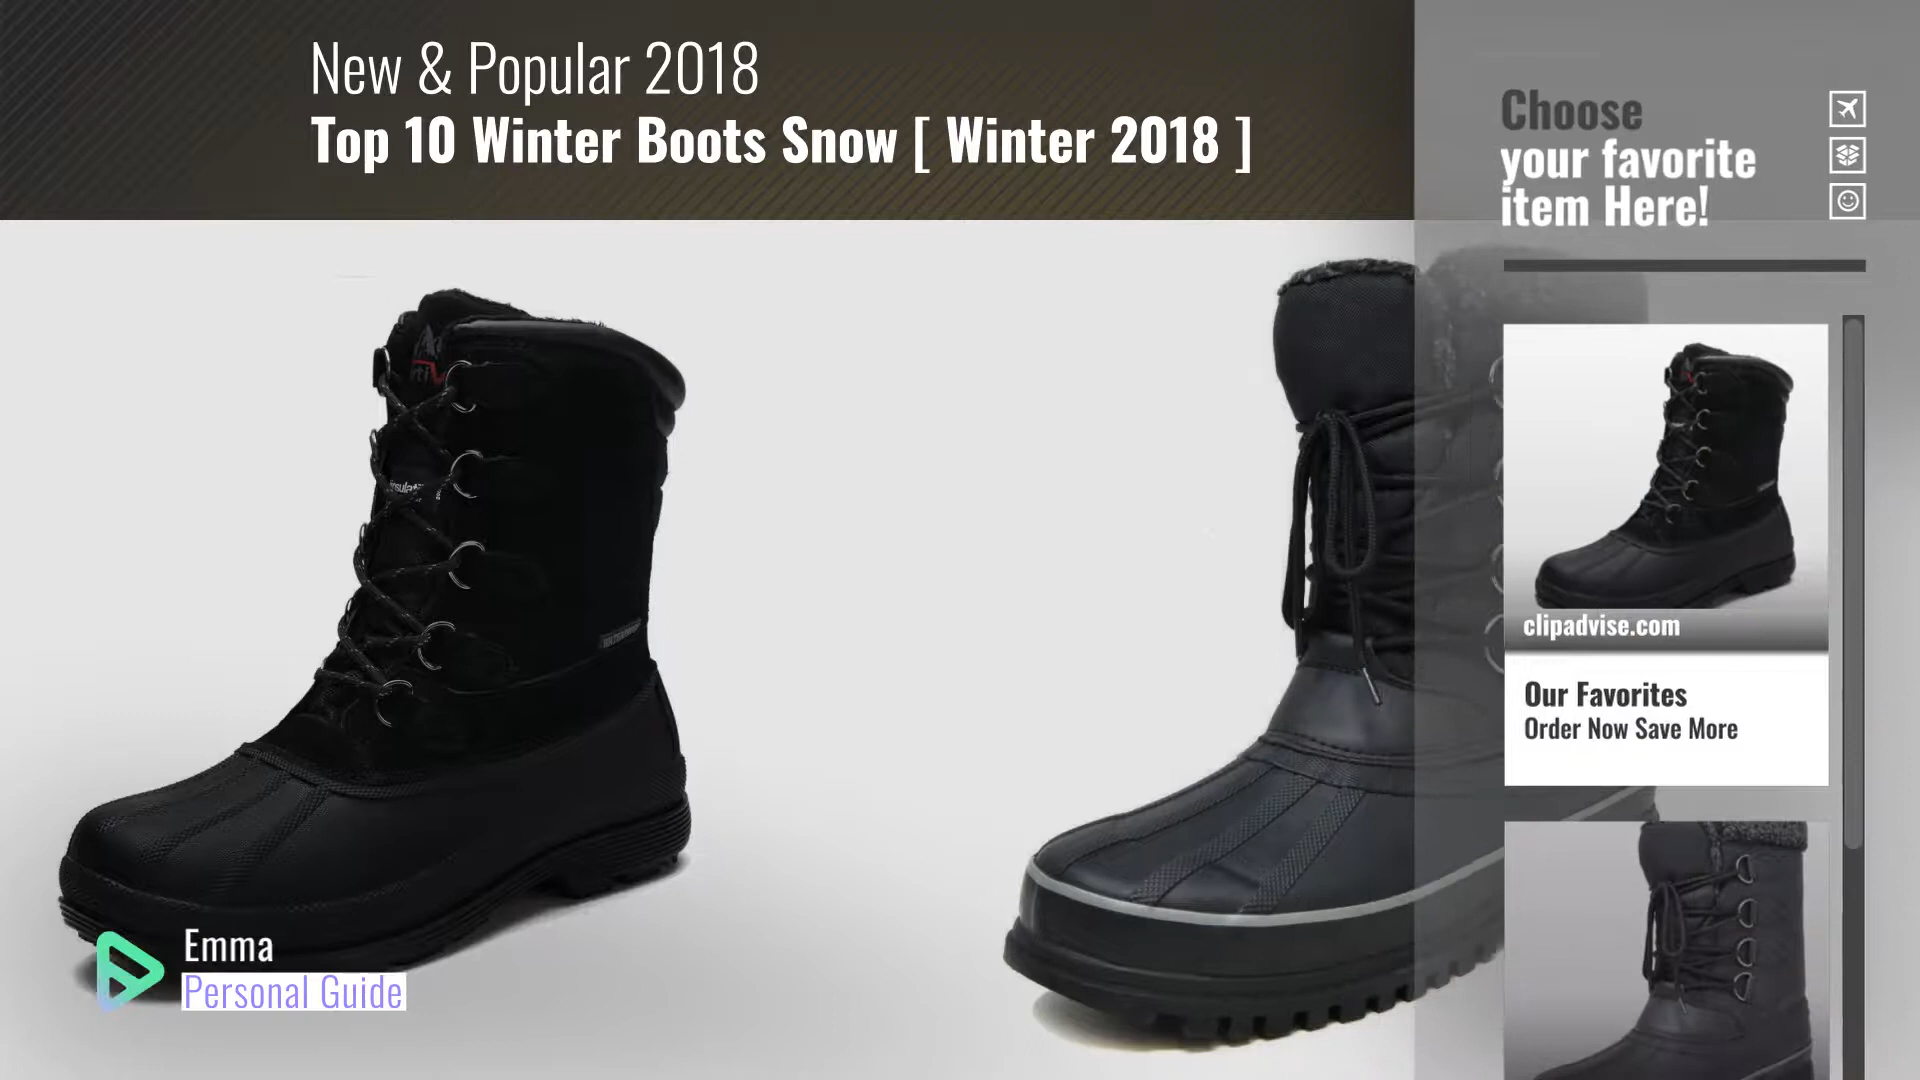 New & Popular 2018
Top 10 Winter Boots Snow [ Winter 2018 ]
Choose
your favorite
item Here!
clipadvise.com
Our Favorites
Order Now Save More
Emma
Personal Guide